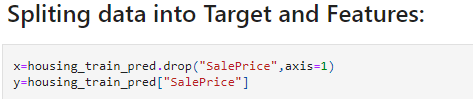 Spliting data into Target and Features:
x=housing_train_pred.drop("SalePrice",axis=1)
y=housing_train_pred["SalePrice"]